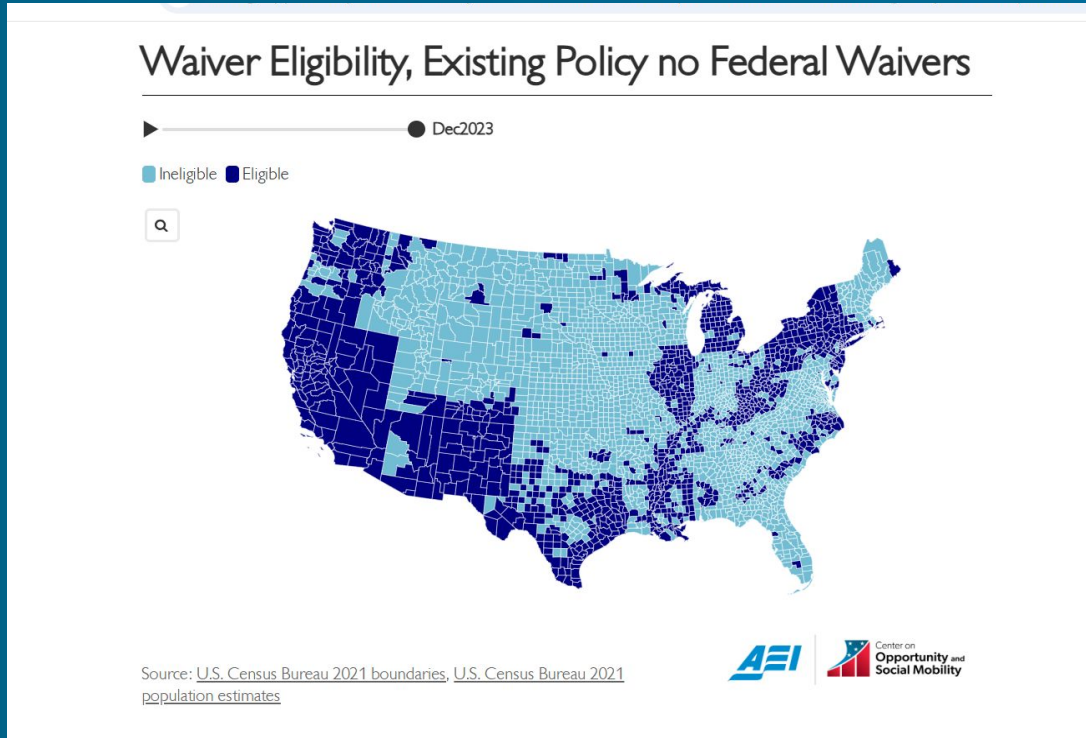 Waiver Eligibility, Existing Policy no Federal Waivers
Dec2023
Ineligible Eligible
AEI
Center on
Opportunity and
Social Mobility
Source: U.S. Census Bureau 2021 boundaries, U.S. Census Bureau 2021
population estimates